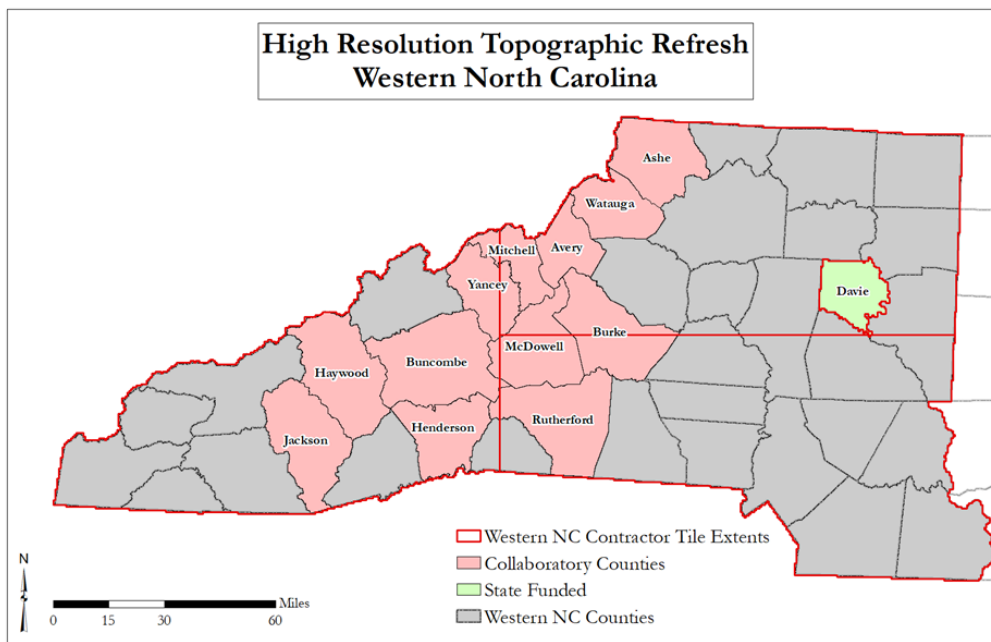 High Resolution Topographic Refresh
Western North Carolina
Ashe
Watauga
Avery
Mitchell
Yancey
Davie
Burke
McDowell
Buncombe
Haywood
Rutherford
Henderson
Jackson
Western NC Contractor Tile Extents
Collaboratory Counties
State Funded
Western NC Counties
N
Miles
0 15 30 60